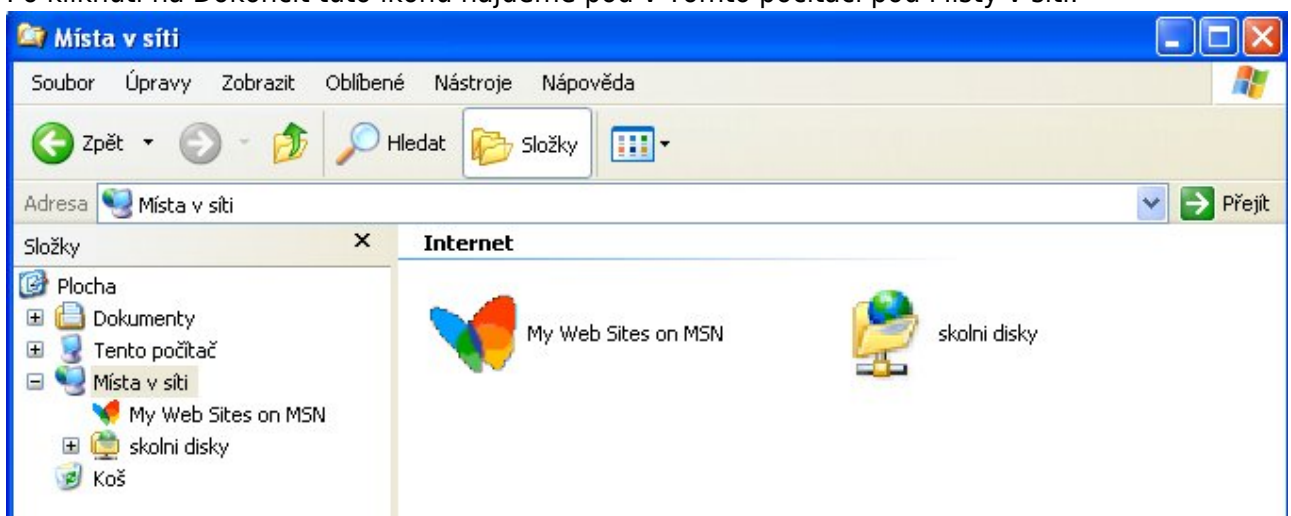 Po kliknutí na Dokončit tuto ikonu najdeme pod v Tomto počítači pod Místy v síti.
Místa v síti
Soubor Úpravy Zobrazit Oblíbené Nástroje Nápověda
Zpět Hledat Složky
Adresa Místa v síti Přejít
Složky x Internet
Plocha
Dokumenty
Tento počítač
Místa v síti
My Web Sites on MSN
skolni disky
Koš
My Web Sites on MSN
skolni disky